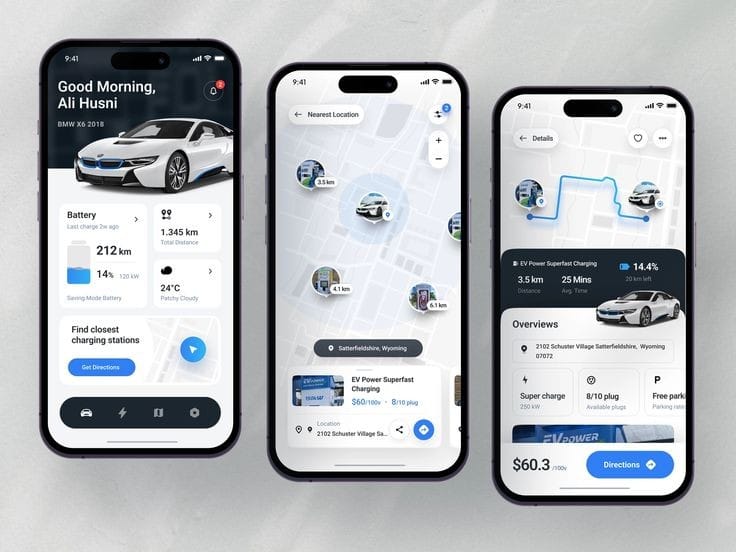 9:41
Good Morning,
Ali Husni
2
BMW X6 2018
Battery
Last charge 2w ago
212 km
14% 120 kW
Saving Mode Battery
1.345 km
Total Distance
24°C
Patchy Cloudy
Find closest
charging stations
Get Directions
9:41
Nearest Location
2
+
−
3.5 km
4.1 km
6.1 km
Satterfieldshire, Wyoming
EV POWER
EV Power Superfast
Charging
$60/100v · 8/10 plug
Location
2102 Schuster Village Sa...
9:41
Details
EV Power Superfast Charging
14.4%
3.5 km
25 Mins
20 km left
Distance
Avg. Time
Overviews
2102 Schuster Village Satterfieldshire, Wyoming
07072
P
Super charge
8/10 plug
Free parki
250 kW
Available plugs
Parking rates
EVPOWER
$60.3 /100v
Directions